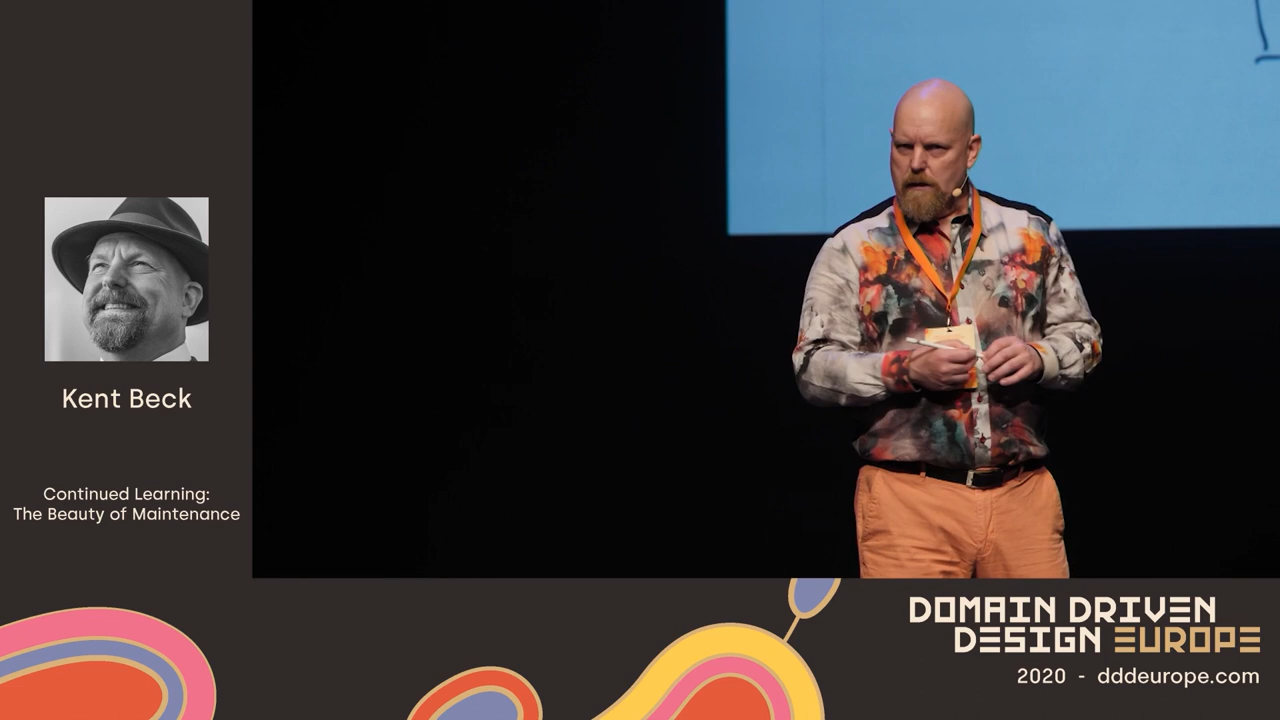 Kent Beck
Continued Learning:
The Beauty of Maintenance
DOMAIN DRIVEN
DESIGN EUROPE
2020 - dddeurope.com